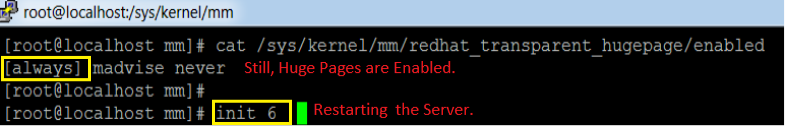 root@localhost:/sys/kernel/mm
[root@localhost mm]# cat /sys/kernel/mm/redhat_transparent_hugepage/enabled
[always] madvise never Still, Huge Pages are Enabled.
[root@localhost mm]#
[root@localhost mm]# init 6 Restarting the Server.